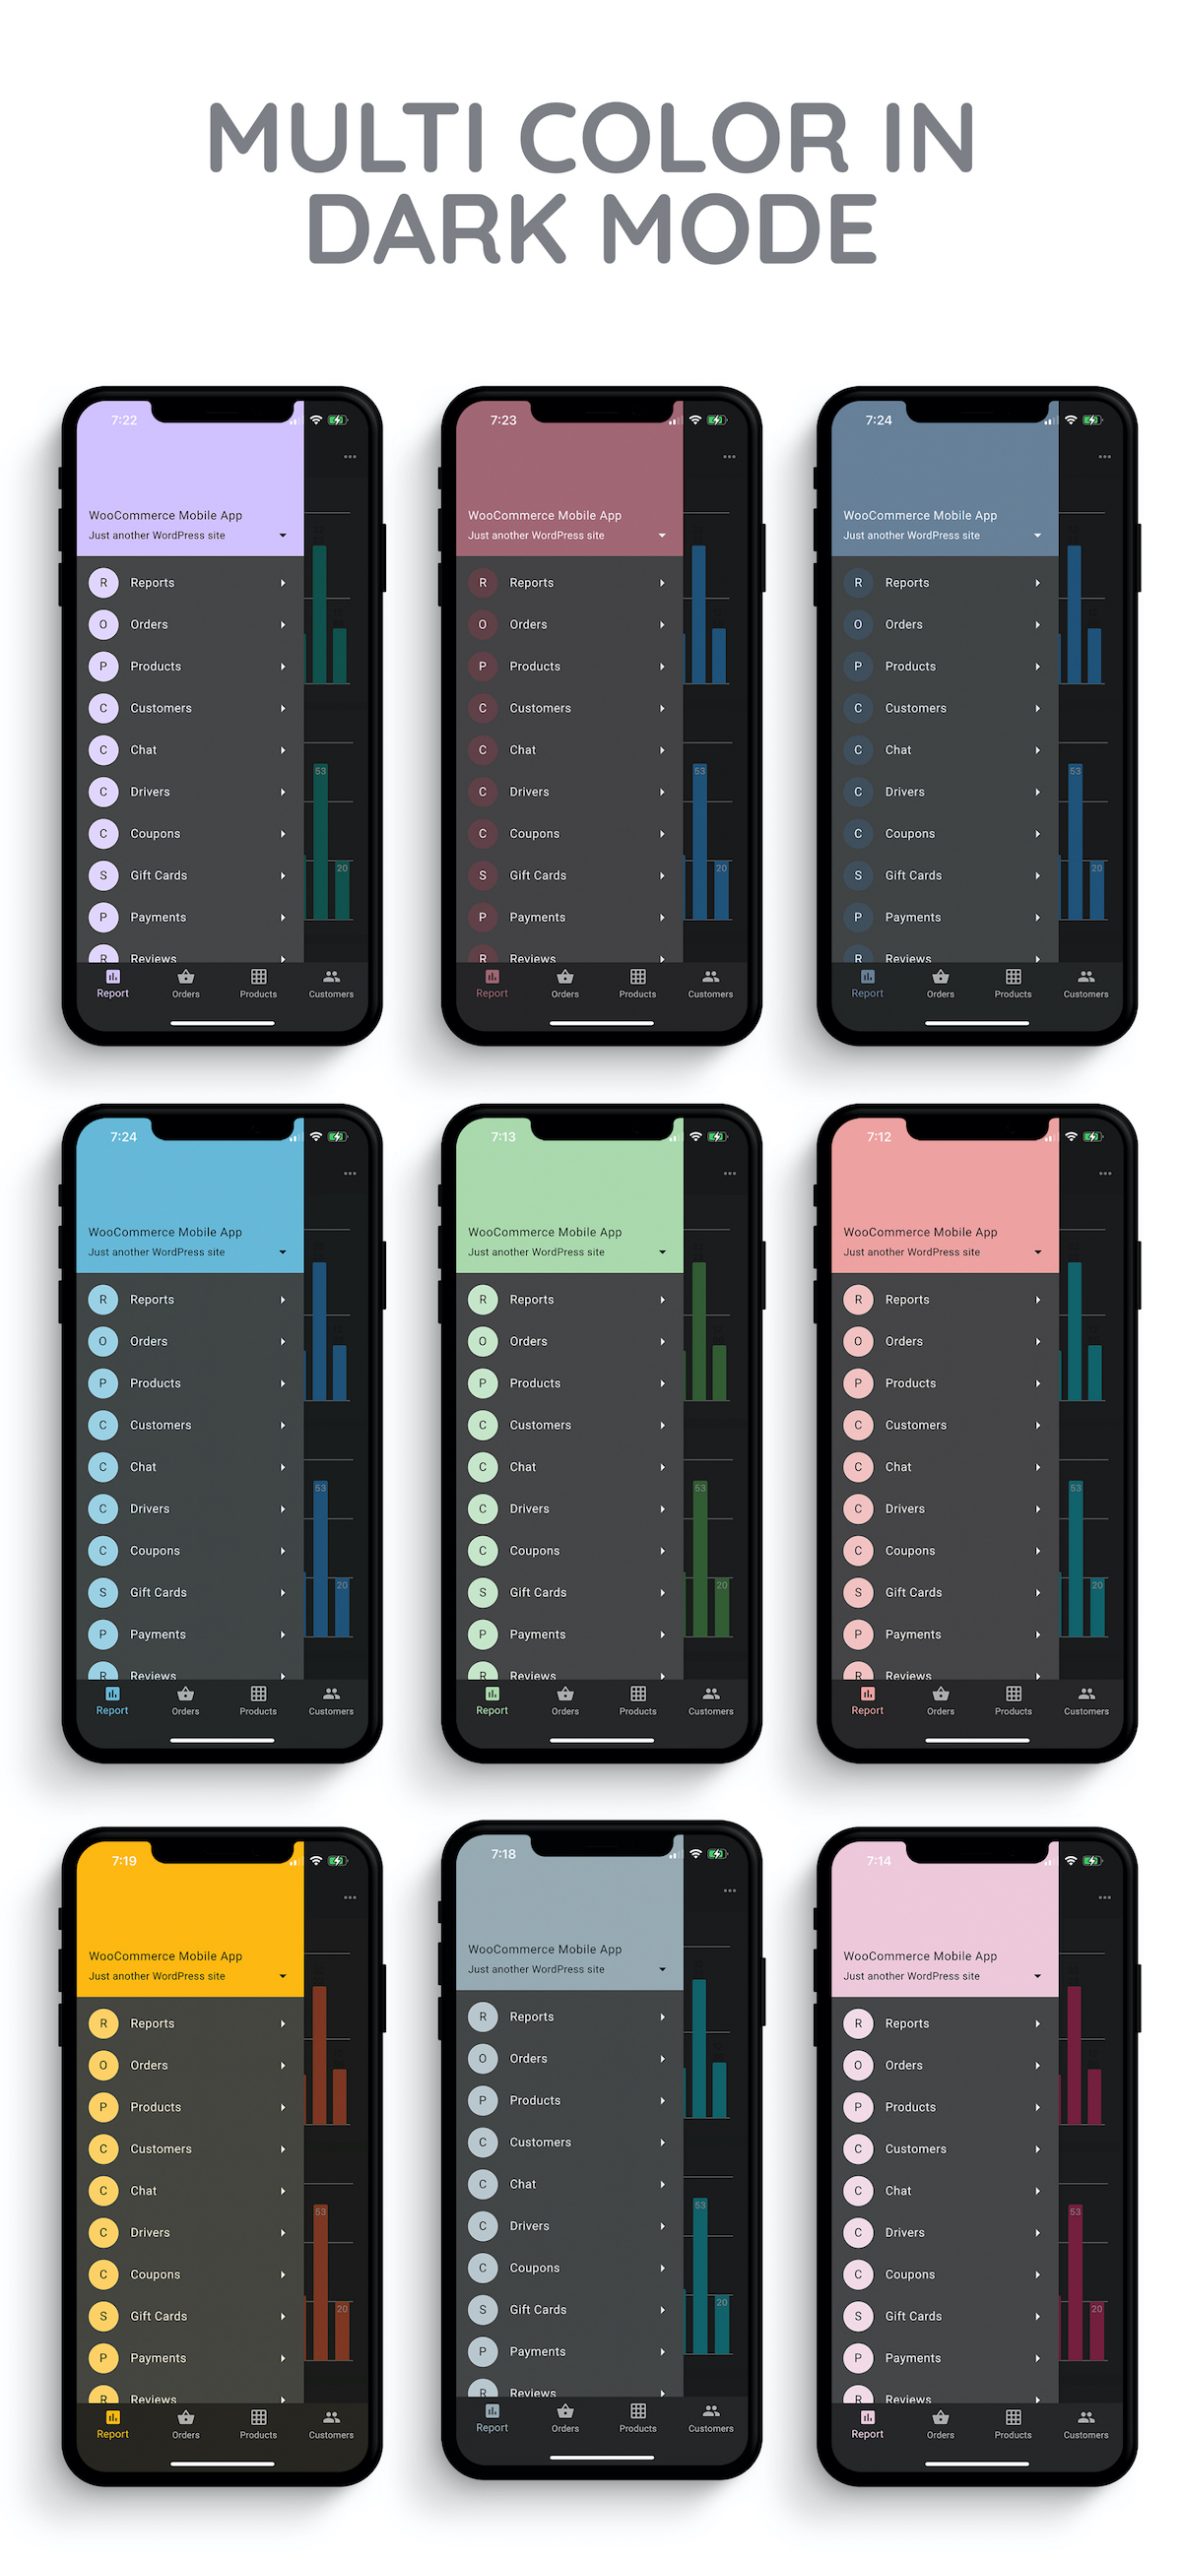 MULTI COLOR IN
DARK MODE
7:22
WooCommerce Mobile App
Just another WordPress site
R Reports
O Orders
P Products
C Customers
C Chat
C Drivers
53
C Coupons
S Gift Cards
20
P Payments
R Reviews
Report Orders Products Customers
7:23
WooCommerce Mobile App
Just another WordPress site
R Reports
O Orders
P Products
C Customers
C Chat
C Drivers
53
C Coupons
S Gift Cards
20
P Payments
R Reviews
Report Orders Products Customers
7:24
WooCommerce Mobile App
Just another WordPress site
R Reports
O Orders
P Products
C Customers
C Chat
C Drivers
53
C Coupons
S Gift Cards
20
P Payments
R Reviews
Report Orders Products Customers
7:24
WooCommerce Mobile App
Just another WordPress site
R Reports
O Orders
P Products
C Customers
C Chat
C Drivers
53
C Coupons
S Gift Cards
20
P Payments
R Reviews
Report Orders Products Customers
7:13
WooCommerce Mobile App
Just another WordPress site
R Reports
O Orders
P Products
C Customers
C Chat
C Drivers
53
C Coupons
S Gift Cards
20
P Payments
R Reviews
Report Orders Products Customers
7:12
WooCommerce Mobile App
Just another WordPress site
R Reports
O Orders
P Products
C Customers
C Chat
C Drivers
53
C Coupons
S Gift Cards
20
P Payments
R Reviews
Report Orders Products Customers
7:19
WooCommerce Mobile App
Just another WordPress site
R Reports
O Orders
P Products
C Customers
C Chat
C Drivers
53
C Coupons
S Gift Cards
20
P Payments
R Reviews
Report Orders Products Customers
7:18
WooCommerce Mobile App
Just another WordPress site
R Reports
O Orders
P Products
C Customers
C Chat
C Drivers
53
C Coupons
S Gift Cards
20
P Payments
R Reviews
Report Orders Products Customers
7:14
WooCommerce Mobile App
Just another WordPress site
R Reports
O Orders
P Products
C Customers
C Chat
C Drivers
53
C Coupons
S Gift Cards
20
P Payments
R Reviews
Report Orders Products Customers